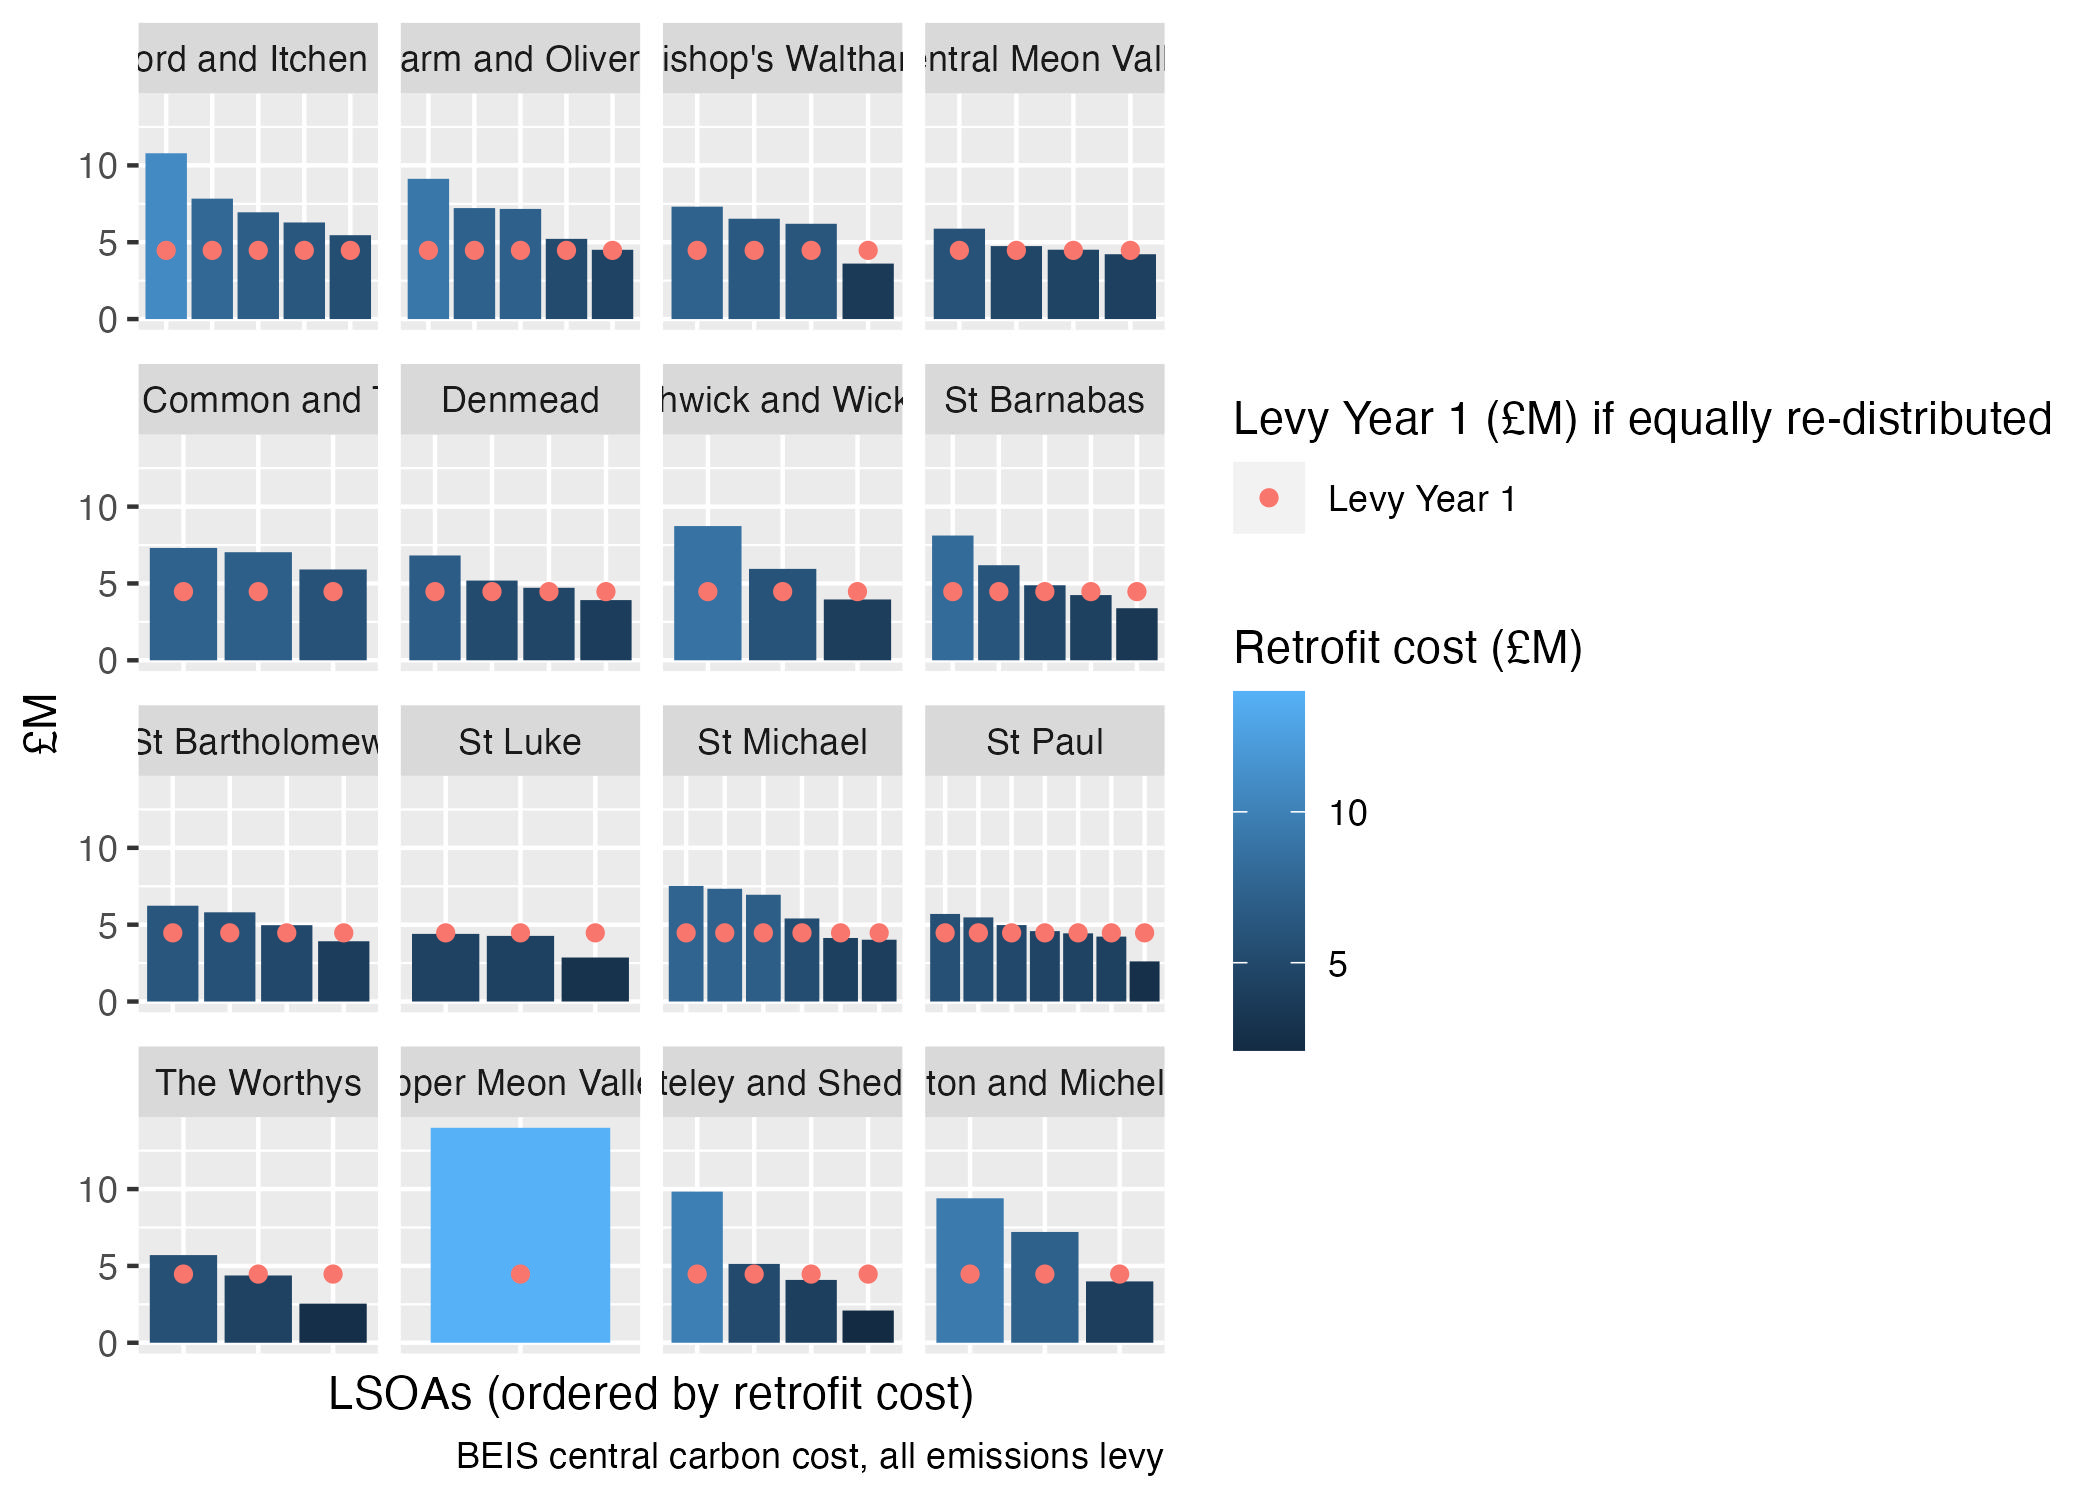 ord and Itchen
arm and Oliver
ishop's Waltha
entral Meon Vall
10
5
0
Common and T
Denmead
hwick and Wick
St Barnabas
10
5
0
St Bartholomew
St Luke
St Michael
St Paul
10
5
0
The Worthys
pper Meon Valle
teley and Shed
ton and Michel
10
5
0
£M
LSOAs (ordered by retrofit cost)
BEIS central carbon cost, all emissions levy
Levy Year 1 (£M) if equally re-distributed
Levy Year 1
Retrofit cost (£M)
10
5